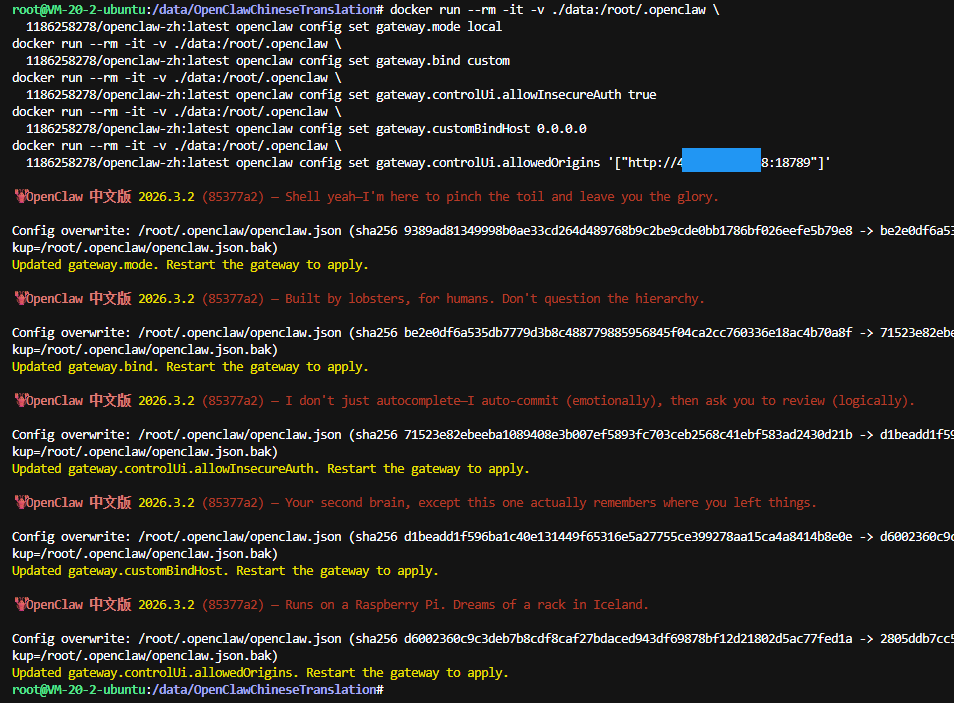 root@VM-20-2-ubuntu:/data/OpenClawChineseTranslation# docker run --rm -it -v ./data:/root/.openclaw \
1186258278/openclaw-zh:latest openclaw config set gateway.mode local
docker run --rm -it -v ./data:/root/.openclaw \
1186258278/openclaw-zh:latest openclaw config set gateway.bind custom
docker run --rm -it -v ./data:/root/.openclaw \
1186258278/openclaw-zh:latest openclaw config set gateway.controlUi.allowInsecureAuth true
docker run --rm -it -v ./data:/root/.openclaw \
1186258278/openclaw-zh:latest openclaw config set gateway.customBindHost 0.0.0.0
docker run --rm -it -v ./data:/root/.openclaw \
1186258278/openclaw-zh:latest openclaw config set gateway.controlUi.allowedOrigins '["http://4 8:18789"]'
OpenClaw 中文版 2026.3.2 (85377a2) — Shell yeah—I'm here to pinch the toil and leave you the glory.
Config overwrite: /root/.openclaw/openclaw.json (sha256 9389ad81349998b0ae33cd264d489768b9c2be9cde0bb1786bf026eefe5b79e8 -> be2e0df6a53
kup=/root/.openclaw/openclaw.json.bak)
Updated gateway.mode. Restart the gateway to apply.
OpenClaw 中文版 2026.3.2 (85377a2) — Built by lobsters, for humans. Don't question the hierarchy.
Config overwrite: /root/.openclaw/openclaw.json (sha256 be2e0df6a535db7779d3b8c488779885956845f04ca2cc760336e18ac4b70a8f -> 71523e82ebe
kup=/root/.openclaw/openclaw.json.bak)
Updated gateway.bind. Restart the gateway to apply.
OpenClaw 中文版 2026.3.2 (85377a2) — I don't just autocomplete—I auto-commit (emotionally), then ask you to review (logically).
Config overwrite: /root/.openclaw/openclaw.json (sha256 71523e82ebeeba1089408e3b007ef5893fc703ceb2568c41ebf583ad2430d21b -> d1beadd1f59
kup=/root/.openclaw/openclaw.json.bak)
Updated gateway.controlUi.allowInsecureAuth. Restart the gateway to apply.
OpenClaw 中文版 2026.3.2 (85377a2) — Your second brain, except this one actually remembers where you left things.
Config overwrite: /root/.openclaw/openclaw.json (sha256 d1beadd1f596ba1c40e131449f65316e5a27755ce399278aa15ca4a8414b8e0e -> d6002360c9c
kup=/root/.openclaw/openclaw.json.bak)
Updated gateway.customBindHost. Restart the gateway to apply.
OpenClaw 中文版 2026.3.2 (85377a2) — Runs on a Raspberry Pi. Dreams of a rack in Iceland.
Config overwrite: /root/.openclaw/openclaw.json (sha256 d6002360c9c3deb7b8cdf8caf27bdaced943df69878bf12d21802d5ac77fed1a -> 2805ddb7cc5
kup=/root/.openclaw/openclaw.json.bak)
Updated gateway.controlUi.allowedOrigins. Restart the gateway to apply.
root@VM-20-2-ubuntu:/data/OpenClawChineseTranslation#